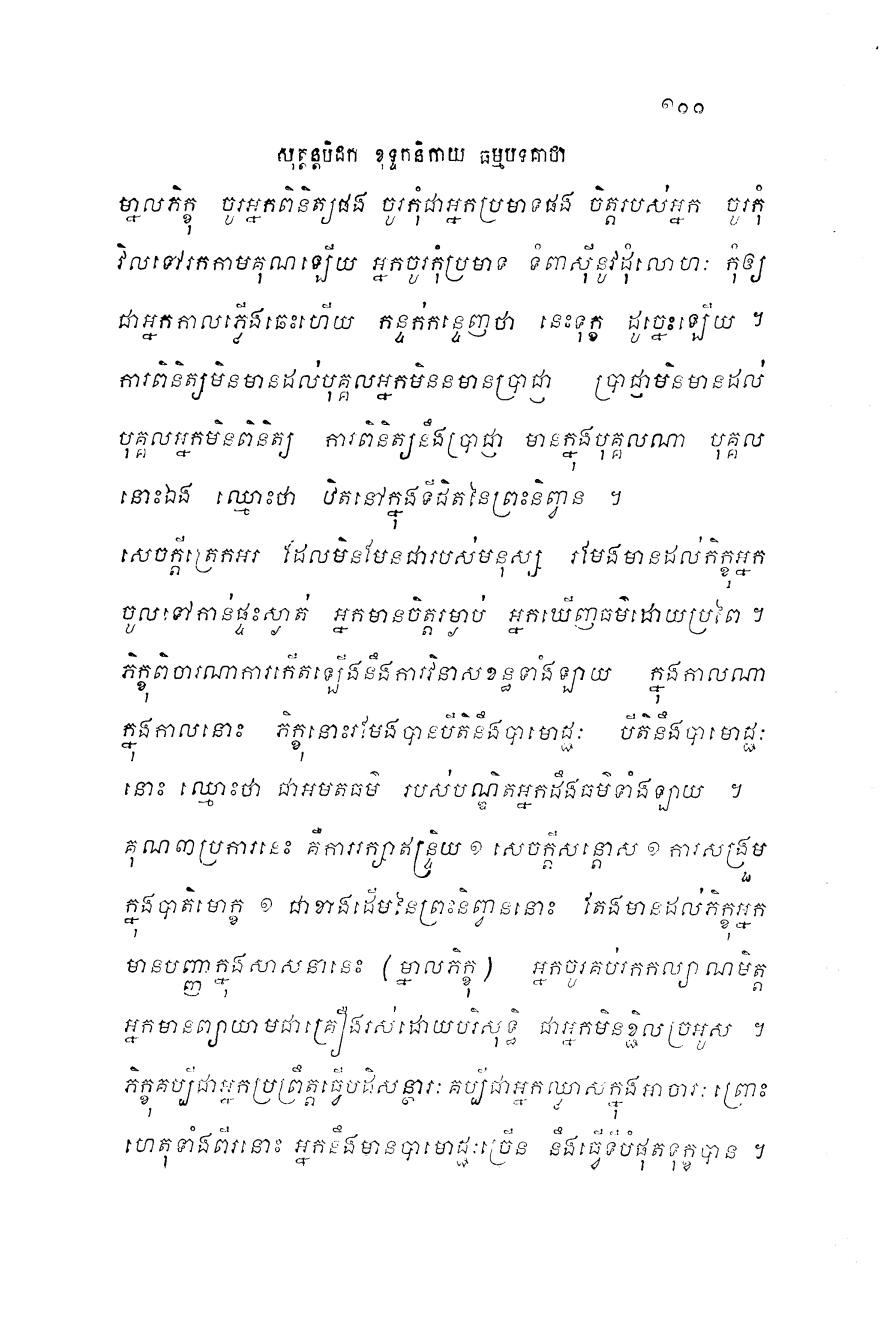 ១០០
សុត្តន្តបិដក ខុទ្ទកនិកាយ ធម្មបទគាថា
ម្នាលភិក្ខុ ចូរអ្នកពិនិត្យផង ចូរកុំជាអ្នកប្រមាទផង ចិត្តរបស់អ្នក ចូរកុំ
វិលទៅរកកាមគុណឡើយ អ្នកចូរកុំប្រមាទ ទំពាស៊ីនូវដុំលោហៈ កុំឲ្យ
ជាអ្នកកាលភ្លើងឆេះហើយ កន្ទក់កន្ទេញថា នេះទុក្ខ ដូច្នេះឡើយ ។
ការពិនិត្យមិនមានដល់បុគ្គលអ្នកមិនមានប្រាជ្ញា ប្រាជ្ញាមិនមានដល់
បុគ្គលអ្នកមិនពិនិត្យ ការពិនិត្យនឹងប្រាជ្ញា មានក្នុងបុគ្គលណា បុគ្គល
នោះឯង ឈ្មោះថា ឋិតនៅក្នុងទីជិតនៃព្រះនិព្វាន ។
សេចក្តីត្រេកអរ ដែលមិនមែនជារបស់មនុស្ស រមែងមានដល់ភិក្ខុអ្នក
ចូលទៅកាន់ផ្ទះស្ងាត់ អ្នកមានចិត្តរម្ងាប់ អ្នកឃើញធម៌ដោយប្រពៃ ។
ភិក្ខុពិចារណាការកើតឡើងនឹងការវិនាសខន្ធទាំងឡាយ ក្នុងកាលណា
ក្នុងកាលនោះ ភិក្ខុនោះរមែងបានបីតិនឹងបាមោជ្ជៈ បីតិនឹងបាមោជ្ជៈ
នោះ ឈ្មោះថា ជាអមតធម៌ របស់បណ្ឌិតអ្នកដឹងធម៌ទាំងឡាយ ។
គុណ៣ប្រការនេះ គឺការរក្សាឥន្ទ្រិយ ១ សេចក្តីសន្តោស ១ ការសង្រួម
ក្នុងបាតិមោក្ខ ១ ជាខាងដើមនៃព្រះនិព្វាននោះ តែងមានដល់ភិក្ខុអ្នក
មានបញ្ញាក្នុងសាសនានេះ (ម្នាលភិក្ខុ) អ្នកចូរគប់រកកល្យាណមិត្ត
អ្នកមានព្យាយាមជាគ្រឿងរស់ដោយបរិសុទ្ធិ ជាអ្នកមិនខ្ជិលច្រអូស ។
ភិក្ខុគប្បីជាអ្នកប្រព្រឹត្តធ្វើបដិសន្ថារៈ គប្បីជាអ្នកឈ្លាសក្នុងអាចារៈ ព្រោះ
ហេតុទាំងពីរនោះ អ្នកនឹងមានបាមោជ្ជៈច្រើន នឹងធ្វើទីបំផុតទុក្ខបាន ។